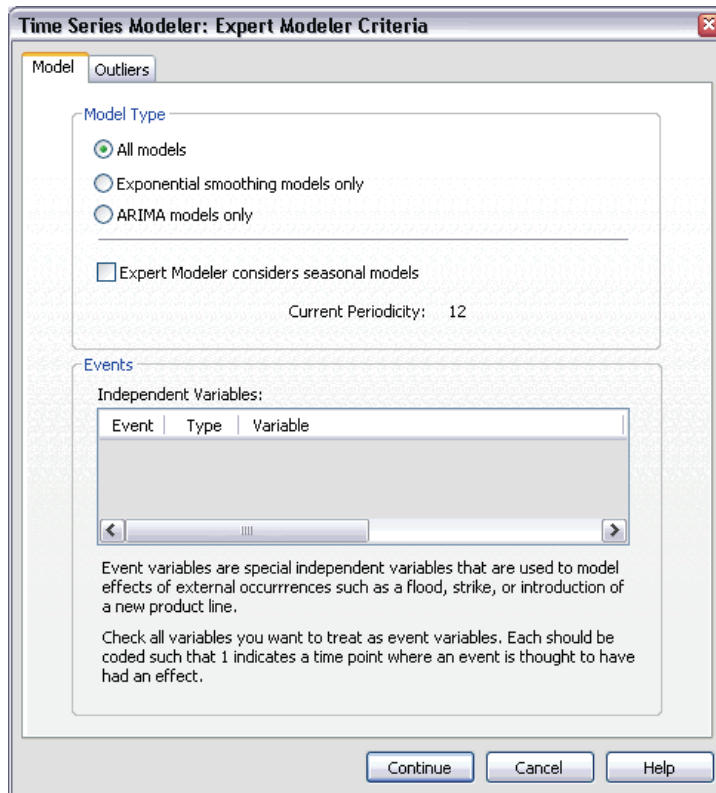 Time Series Modeler: Expert Modeler Criteria
Model
Outliers
Model Type
All models
Exponential smoothing models only
ARIMA models only
Expert Modeler considers seasonal models
Current Periodicity: 12
Events
Independent Variables:
Event Type Variable
Event variables are special independent variables that are used to model
effects of external occurrrences such as a flood, strike, or introduction of
a new product line.
Check all variables you want to treat as event variables. Each should be
coded such that 1 indicates a time point where an event is thought to have
had an effect.
Continue Cancel Help